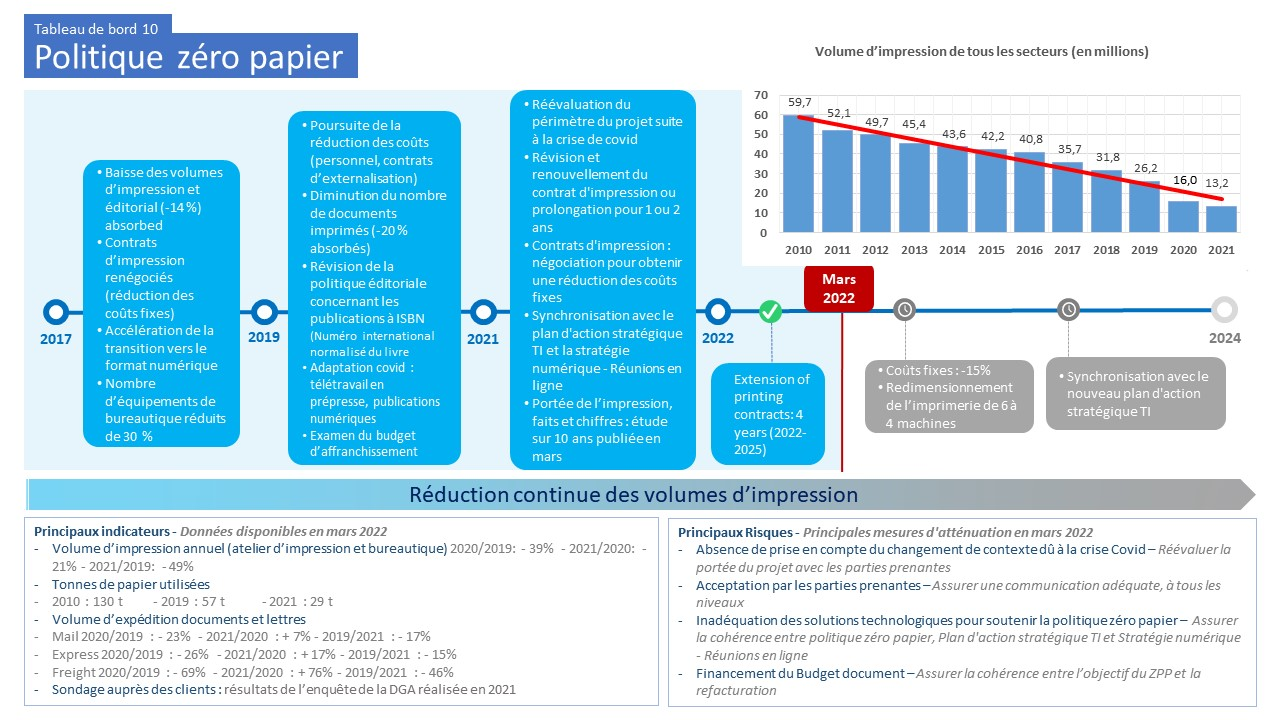 Tableau de bord 10
Politique zéro papier
Volume d’impression de tous les secteurs (en millions)
70
60
50
40
30
20
10
0
59,7
52,1
49,7
45,4
43,6
42,2
40,8
35,7
31,8
26,2
16,0
13,2
2010
2011
2012
2013
2014
2015
2016
2017
2018
2019
2020
2021
2017
• Baisse des volumes
d’impression et
éditorial (-14 %)
absorbed
• Contrats
d’impression
renégociés
(réduction des
coûts fixes)
• Accélération de la
transition vers le
format numérique
• Nombre
d’équipements de
bureautique réduits
de 30 %
2019
• Poursuite de la
réduction des coûts
(personnel, contrats
d’externalisation)
• Diminution du nombre
de documents
imprimés (-20 %
absorbés)
• Révision de la
politique éditoriale
concernant les
publications à ISBN
(Numéro international
normalisé du livre
• Adaptation covid :
télétravail en
prépresse, publications
numériques
• Examen du budget
d’affranchissement
2021
• Réévaluation du
périmètre du projet suite
à la crise de covid
• Révision et
renouvellement du
contrat d'impression ou
prolongation pour 1 ou 2
ans
• Contrats d'impression :
négociation pour obtenir
une réduction des coûts
fixes
• Synchronisation avec le
plan d'action stratégique
TI et la stratégie
numérique - Réunions en
ligne
• Portée de l’impression,
faits et chiffres : étude
sur 10 ans publiée en
mars
2022
Extension of
printing
contracts: 4
years (2022-
2025)
Mars
2022
• Coûts fixes : -15%
• Redimensionnement
de l’imprimerie de 6 à
4 machines
• Synchronisation avec le
nouveau plan d'action
stratégique TI
2024
Réduction continue des volumes d’impression
Principaux indicateurs - Données disponibles en mars 2022
- Volume d’impression annuel (atelier d’impression et bureautique) 2020/2019: - 39% - 2021/2020: -
21% - 2021/2019: - 49%
- Tonnes de papier utilisées
- 2010 : 130 t - 2019 : 57 t - 2021 : 29 t
- Volume d’expédition documents et lettres
- Mail 2020/2019 : - 23% - 2021/2020 : + 7% - 2019/2021 : - 17%
- Express 2020/2019 : - 26% - 2021/2020 : + 17% - 2019/2021 : - 15%
- Freight 2020/2019 : - 69% - 2021/2020 : + 76% - 2019/2021 : - 46%
- Sondage auprès des clients : résultats de l’enquête de la DGA réalisée en 2021
Principaux Risques - Principales mesures d'atténuation en mars 2022
- Absence de prise en compte du changement de contexte dû à la crise Covid – Réévaluer la
portée du projet avec les parties prenantes
- Acceptation par les parties prenantes – Assurer une communication adéquate, à tous les
niveaux
- Inadéquation des solutions technologiques pour soutenir la politique zéro papier – Assurer
la cohérence entre politique zéro papier, Plan d'action stratégique TI et Stratégie numérique
- Réunions en ligne
- Financement du Budget document – Assurer la cohérence entre l’objectif du ZPP et la
refacturation